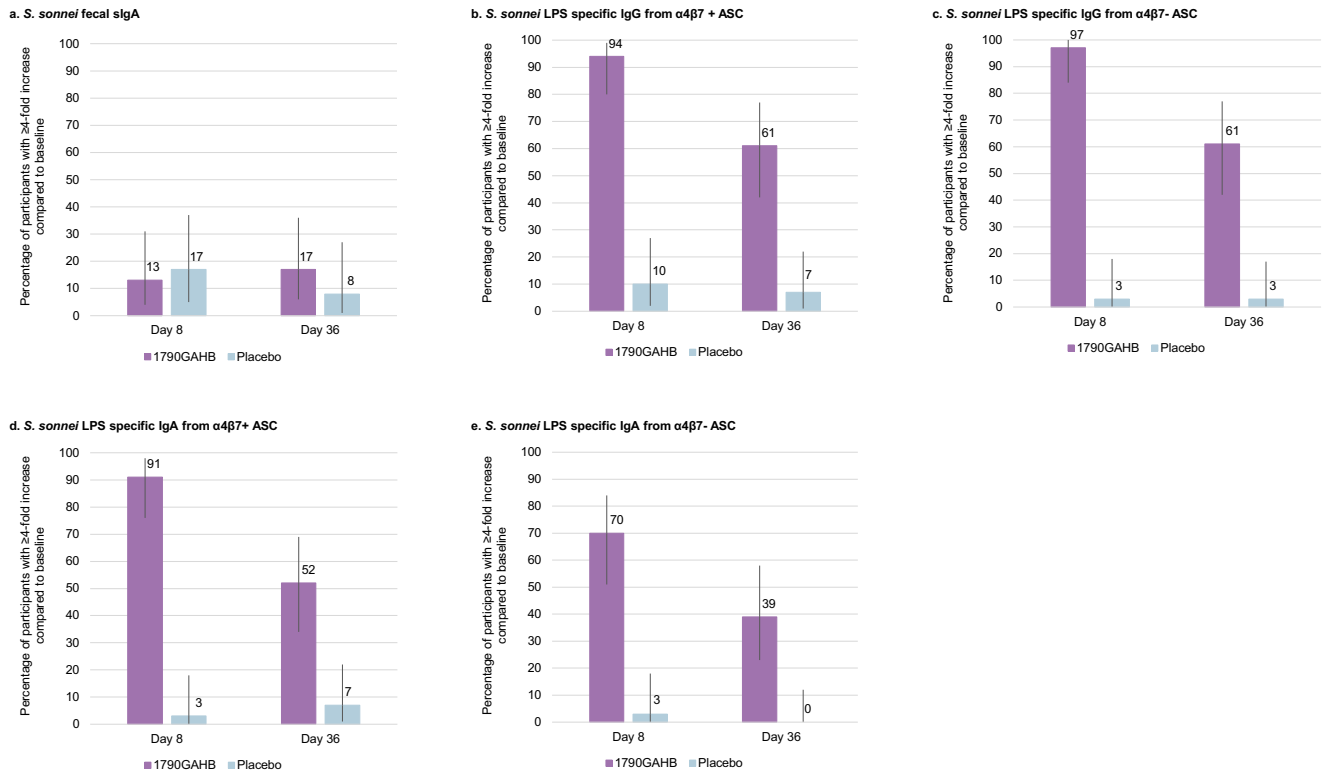 a. S. sonnei fecal sIgA
Percentage of participants with ≥4-fold increase
compared to baseline
100
90
80
70
60
50
40
30
20
10
0
13
17
17
8
Day 8
Day 36
1790GAHB
Placebo
b. S. sonnei LPS specific IgG from α4β7 + ASC
Percentage of participants with ≥4-fold increase
compared to baseline
100
90
80
70
60
50
40
30
20
10
0
94
10
61
7
Day 8
Day 36
1790GAHB
Placebo
c. S. sonnei LPS specific IgG from α4β7- ASC
Percentage of participants with ≥4-fold increase
compared to baseline
100
90
80
70
60
50
40
30
20
10
0
97
3
61
3
Day 8
Day 36
1790GAHB
Placebo
d. S. sonnei LPS specific IgA from α4β7+ ASC
Percentage of participants with ≥4-fold increase
compared to baseline
100
90
80
70
60
50
40
30
20
10
0
91
3
52
7
Day 8
Day 36
1790GAHB
Placebo
e. S. sonnei LPS specific IgA from α4β7- ASC
Percentage of participants with ≥4-fold increase
compared to baseline
100
90
80
70
60
50
40
30
20
10
0
70
3
39
0
Day 8
Day 36
1790GAHB
Placebo